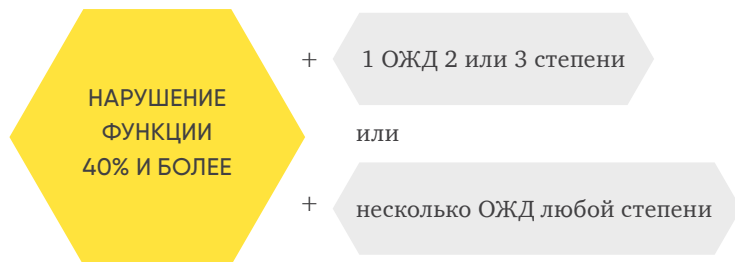 НАРУШЕНИЕ
ФУНКЦИИ
40% И БОЛЕЕ
+ 1 ОЖД 2 или 3 степени
или
+ несколько ОЖД любой степени